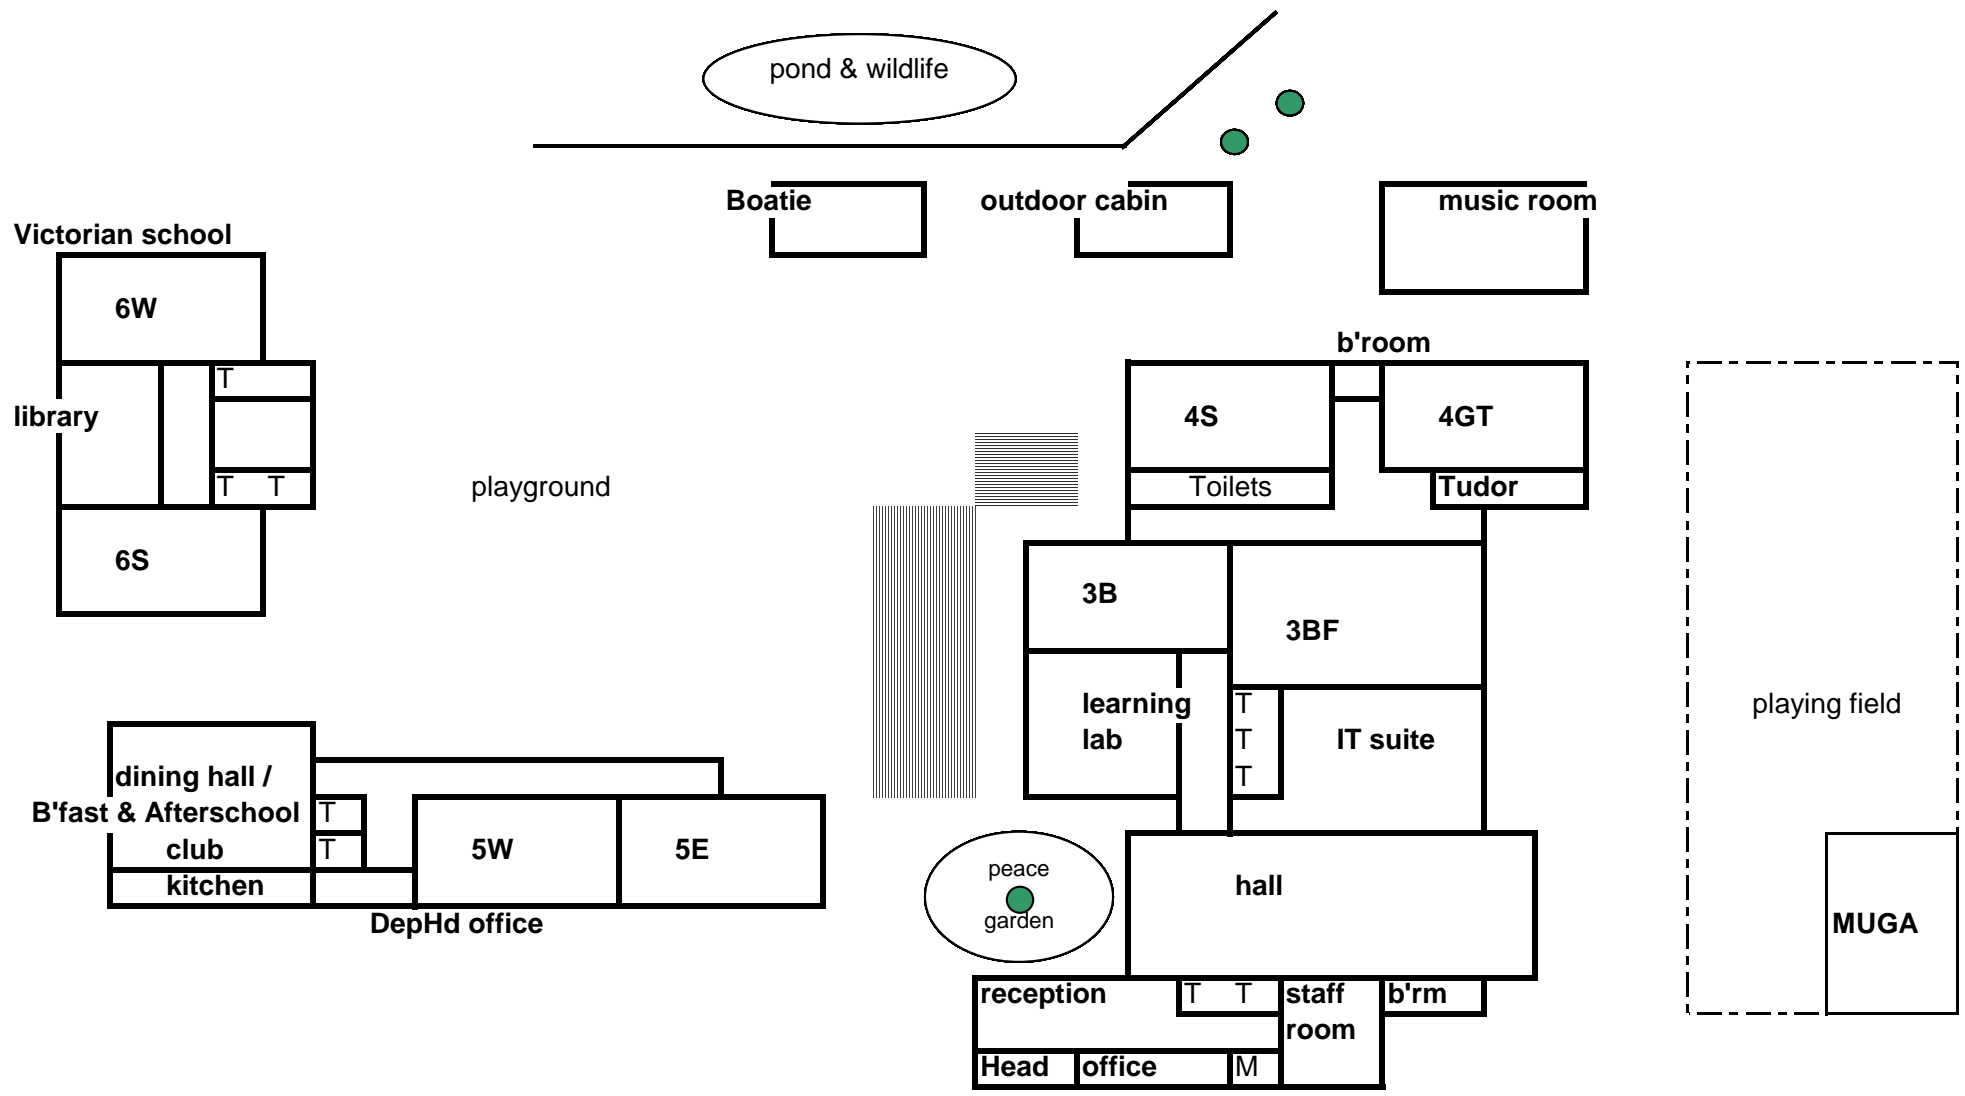 pond & wildlife
Boatie
outdoor cabin
music room
Victorian school
6W
b'room
T
library
4S
4GT
playground
T T
Toilets
Tudor
6S
3B
3BF
learning
lab
T
T
T
IT suite
playing field
dining hall /
B'fast & Afterschool
club
kitchen
T
T
5W
5E
DepHd office
peace
garden
hall
MUGA
reception
T T
staff
room
b'rm
Head
office
M